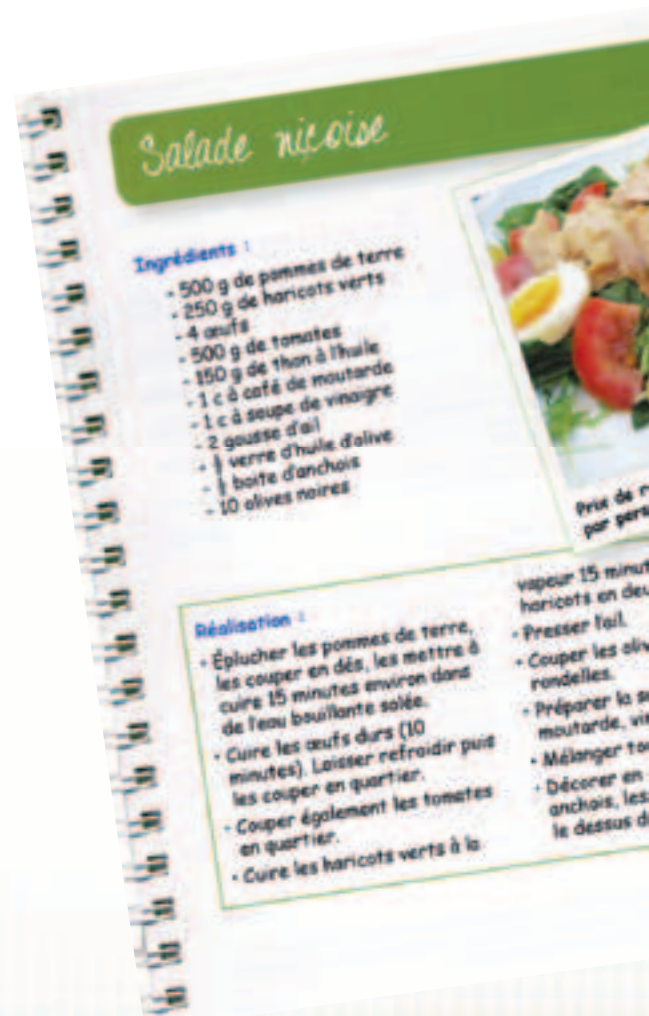 Salade niçoise
Ingrédients :
- 500 g de pommes de terre
- 250 g de haricots verts
- 4 œufs
- 500 g de tomates
- 150 g de thon à l'huile
- 1 c à café de moutarde
- 1 c à soupe de vinaigre
- 2 gousse d'ail
- verre d'huile d'olive
- boite d'anchois
- 10 olives noires
Prix de
par
Réalisation :
• Éplucher les pommes de terre,
les couper en dés, les mettre à
cuire 15 minutes environ dans
de l'eau bouillante salée.
• Cuire les œufs durs (10
minutes). Laisser refroidir puis
les couper en quartier.
• Couper également les tomates
en quartier.
• Cuire les haricots verts à la
vapeur 15
haricots en
• Presser l'ail.
• Couper les
rondelles.
• Préparer la
moutarde,
• Mélanger
• Décorer en
anchois, les
le dessus